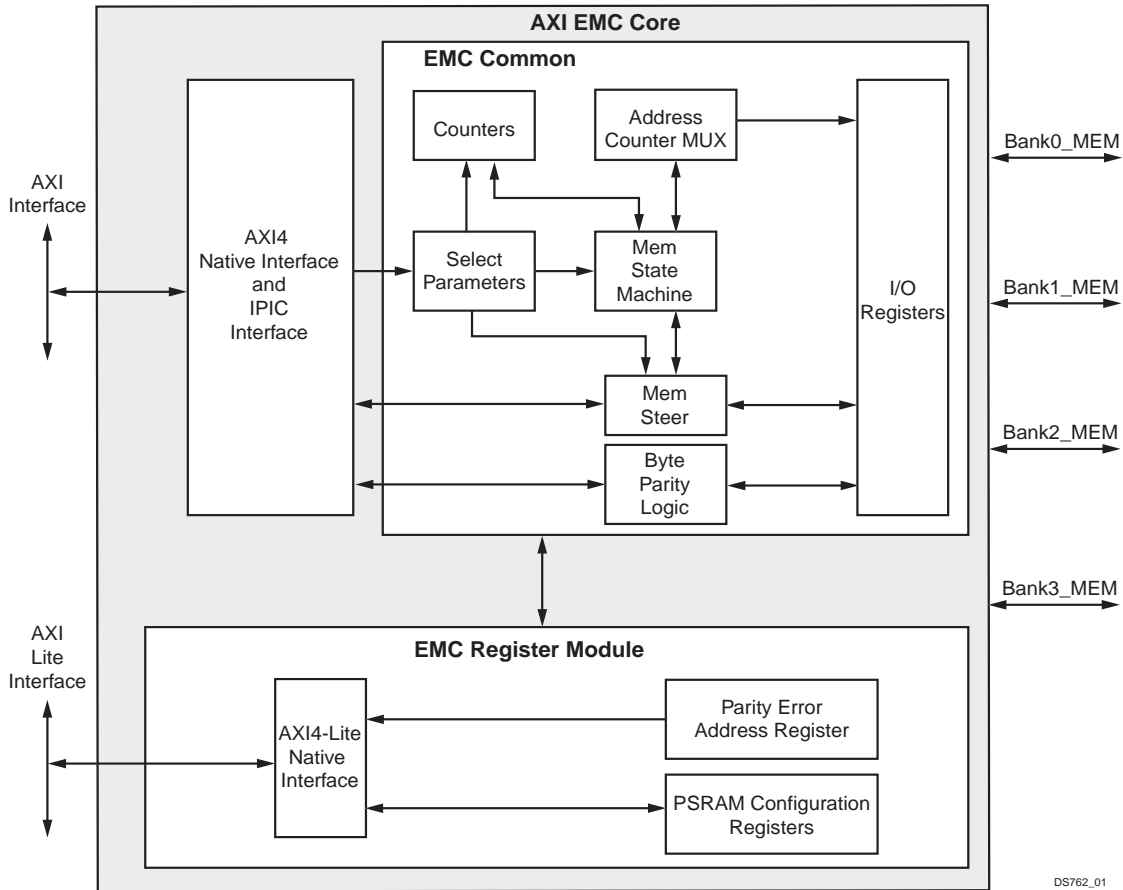 AXI EMC Core
EMC Common
Counters
Address
Counter MUX
Bank0_MEM
AXI
Interface
AXI4
Native Interface
and
IPIC
Interface
Select
Parameters
Mem
State
Machine
I/O
Registers
Bank1_MEM
Mem
Steer
Bank2_MEM
Byte
Parity
Logic
Bank3_MEM
AXI
Lite
Interface
EMC Register Module
AXI4-Lite
Native
Interface
Parity Error
Address Register
PSRAM Configuration
Registers
DS762_01